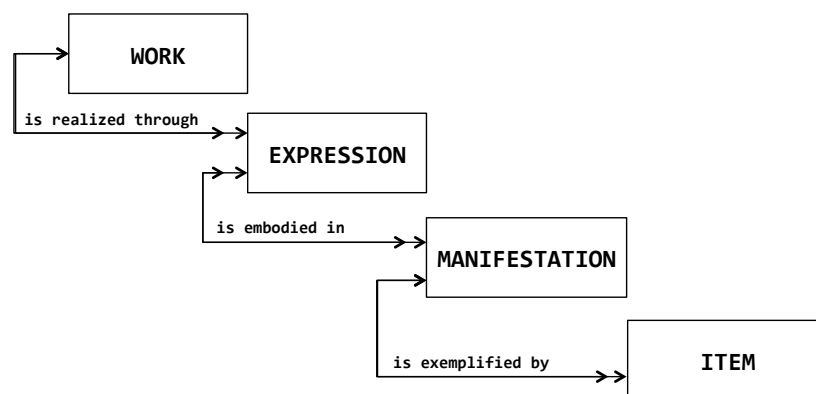 WORK
is realized through
EXPRESSION
is embodied in
MANIFESTATION
is exemplified by
ITEM